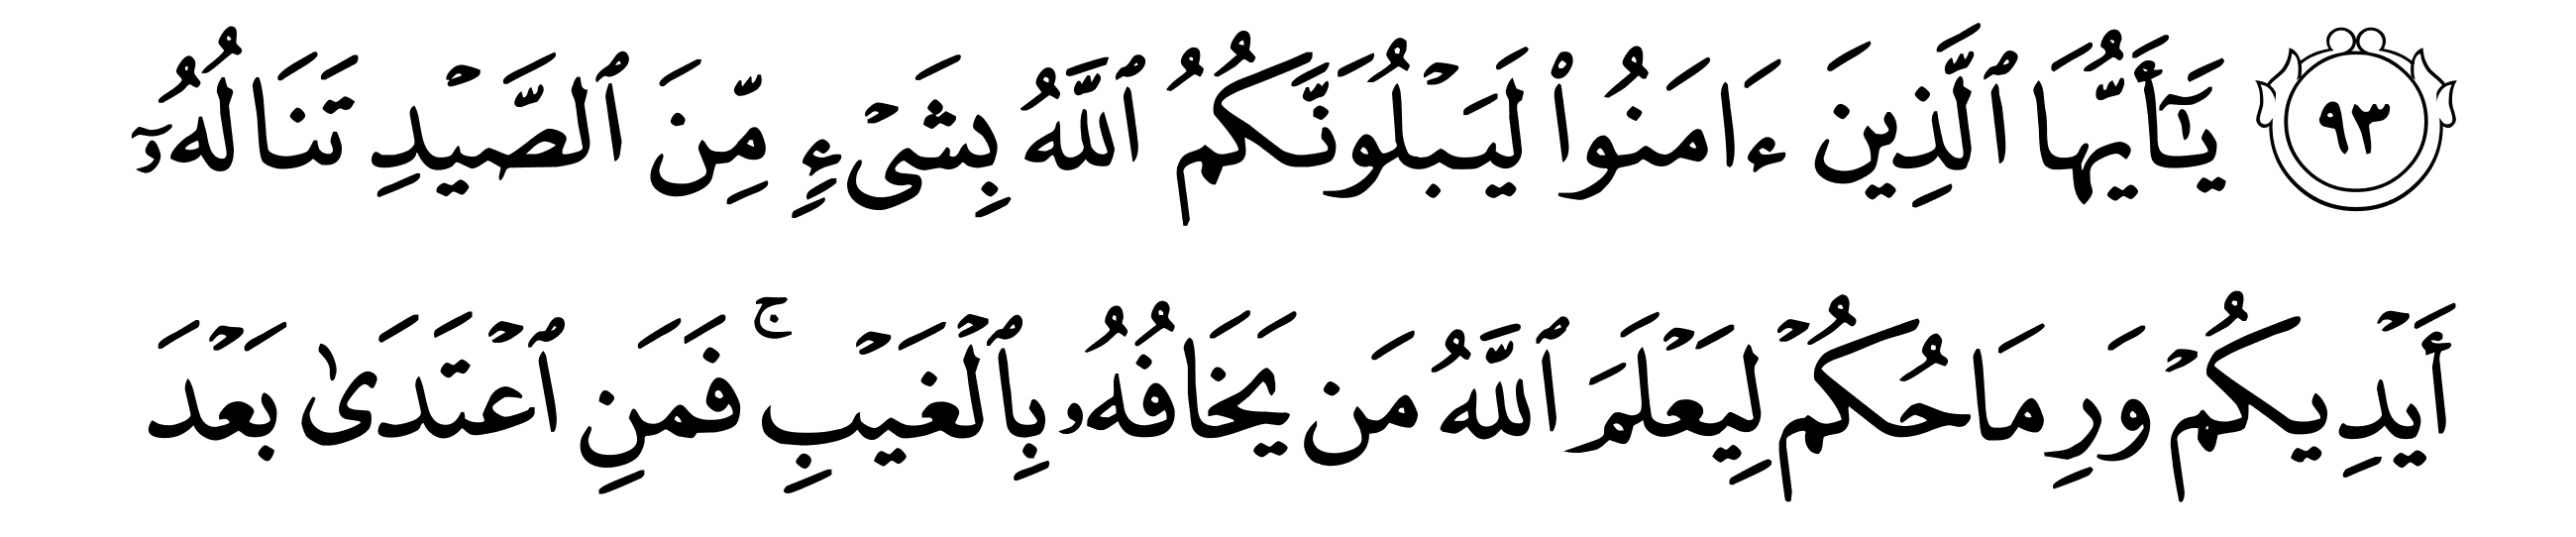 ٩٣ يَٰٓأَيُّهَا ٱلَّذِينَ ءَامَنُوا۟ لَيَبْلُوَنَّكُمُ ٱللَّهُ بِشَىْءٍ مِّنَ ٱلصَّيْدِ تَنَالُهُۥٓ
أَيْدِيكُمْ وَرِمَاحُكُمْ لِيَعْلَمَ ٱللَّهُ مَن يَخَافُهُۥ بِٱلْغَيْبِ ۚ فَمَنِ ٱعْتَدَىٰ بَعْدَ